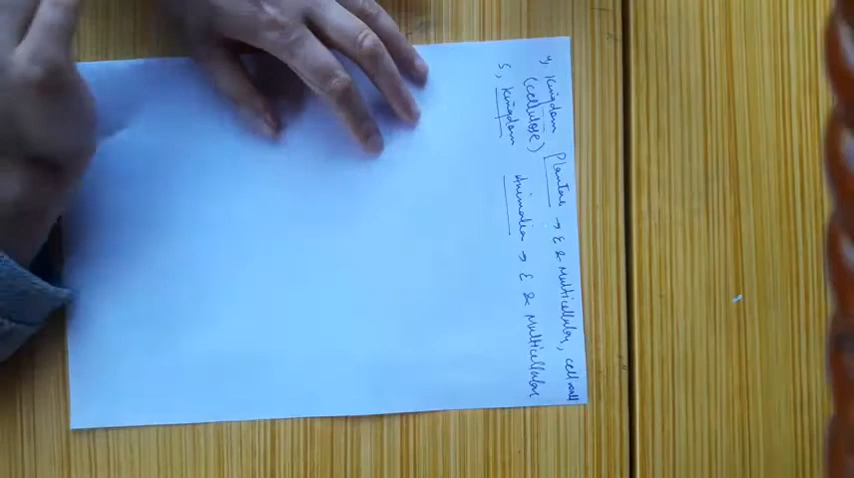 4, Kingdom Plantae → E & Multicellular, cell wall
(cellulose)
5, Kingdom Animalia → E & Multicellular